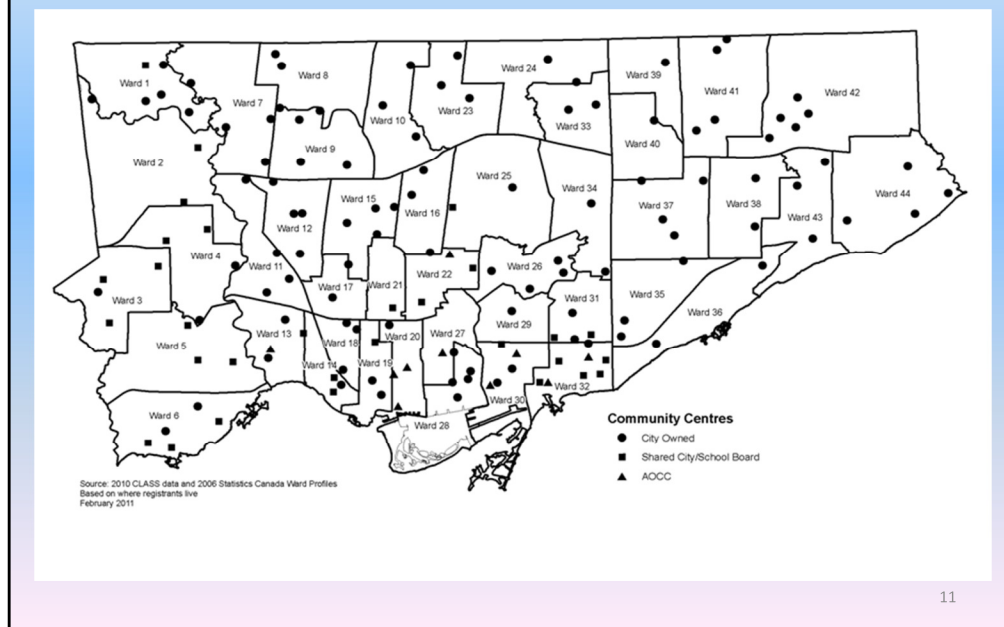 Ward 1
Ward 8
Ward 24
Ward 39
Ward 41
Ward 42
Ward 7
Ward 10
Ward 23
Ward 33
Ward 40
Ward 2
Ward 9
Ward 25
Ward 34
Ward 37
Ward 38
Ward 44
Ward 15
Ward 16
Ward 12
Ward 43
Ward 4
Ward 11
Ward 22
Ward 26
Ward 3
Ward 17
Ward 21
Ward 31
Ward 35
Ward 36
Ward 5
Ward 13
Ward 18
Ward 20
Ward 27
Ward 29
Ward 14
Ward 19
Ward 32
Ward 6
Ward 30
Ward 28
Community Centres
City Owned
Shared City/School Board
AOCC
Source: 2010 CLASS data and 2006 Statistics Canada Ward Profiles
Based on where registrants live
February 2011
11